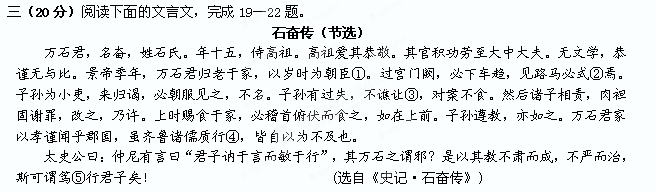 三（20分）阅读下面的文言文，完成19—22题。
石奋传（节选）
万石君，名奋，姓石氏。年十五，侍高祖。高祖爱其恭敬。其官积功劳至大中大夫。无文学，恭
谨无与比。景帝季年，万石君归老于家，以岁时为朝臣①。过宫门阙，必下车趋，见路马必式②焉。
子孙为小吏，来归谒，必朝服见之，不名。子孙有过失，不谯让③，对案不食。然后诸子相责，肉袒
固谢罪，改之，乃许。上时赐食于家，必稽首俯伏而食之，如在上前。子孙遵教，亦如之。万石君家
以孝谨闻乎郡国，虽齐鲁诸儒质行④，皆自以为不及也。
太史公曰：仲尼有言曰“君子讷于言而敏于行”，其万石之谓邪？是以其教不肃而成，不严而治，
斯可谓笃⑤行君子矣！（选自《史记·石奋传》）